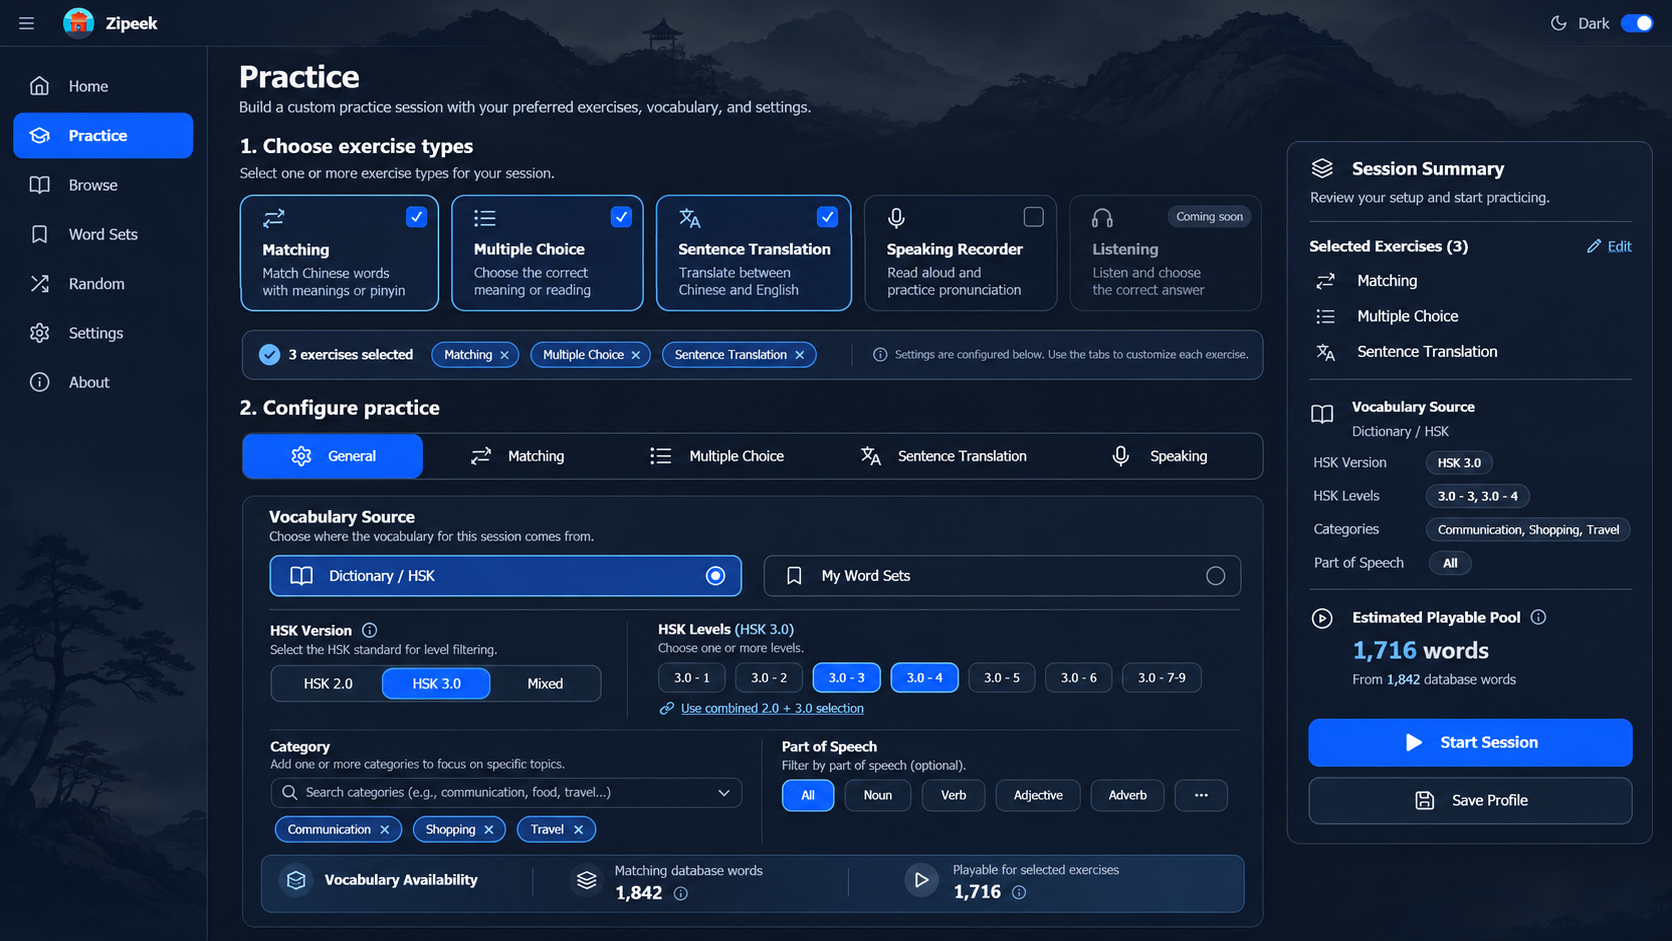 Zipeek
Dark
Home
Practice
Browse
Word Sets
Random
Settings
About
Practice
Build a custom practice session with your preferred exercises, vocabulary, and settings.
1. Choose exercise types
Select one or more exercise types for your session.
Matching
Match Chinese words
with meanings or pinyin
Multiple Choice
Choose the correct
meaning or reading
Sentence Translation
Translate between
Chinese and English
Speaking Recorder
Read aloud and
practice pronunciation
Coming soon
Listening
Listen and choose
the correct answer
3 exercises selected
Matching
Multiple Choice
Sentence Translation
Settings are configured below. Use the tabs to customize each exercise.
2. Configure practice
General
Matching
Multiple Choice
Sentence Translation
Speaking
Vocabulary Source
Choose where the vocabulary for this session comes from.
Dictionary / HSK
My Word Sets
HSK Version
Select the HSK standard for level filtering.
HSK 2.0
HSK 3.0
Mixed
HSK Levels (HSK 3.0)
Choose one or more levels.
3.0 - 1
3.0 - 2
3.0 - 3
3.0 - 4
3.0 - 5
3.0 - 6
3.0 - 7-9
Use combined 2.0 + 3.0 selection
Category
Add one or more categories to focus on specific topics.
Search categories (e.g., communication, food, travel...)
Communication
Shopping
Travel
Part of Speech
Filter by part of speech (optional).
All
Noun
Verb
Adjective
Adverb
Vocabulary Availability
Matching database words
1,842
Playable for selected exercises
1,716
Session Summary
Review your setup and start practicing.
Selected Exercises (3)
Edit
Matching
Multiple Choice
Sentence Translation
Vocabulary Source
Dictionary / HSK
HSK Version
HSK 3.0
HSK Levels
3.0 - 3, 3.0 - 4
Categories
Communication, Shopping, Travel
Part of Speech
All
Estimated Playable Pool
1,716 words
From 1,842 database words
Start Session
Save Profile